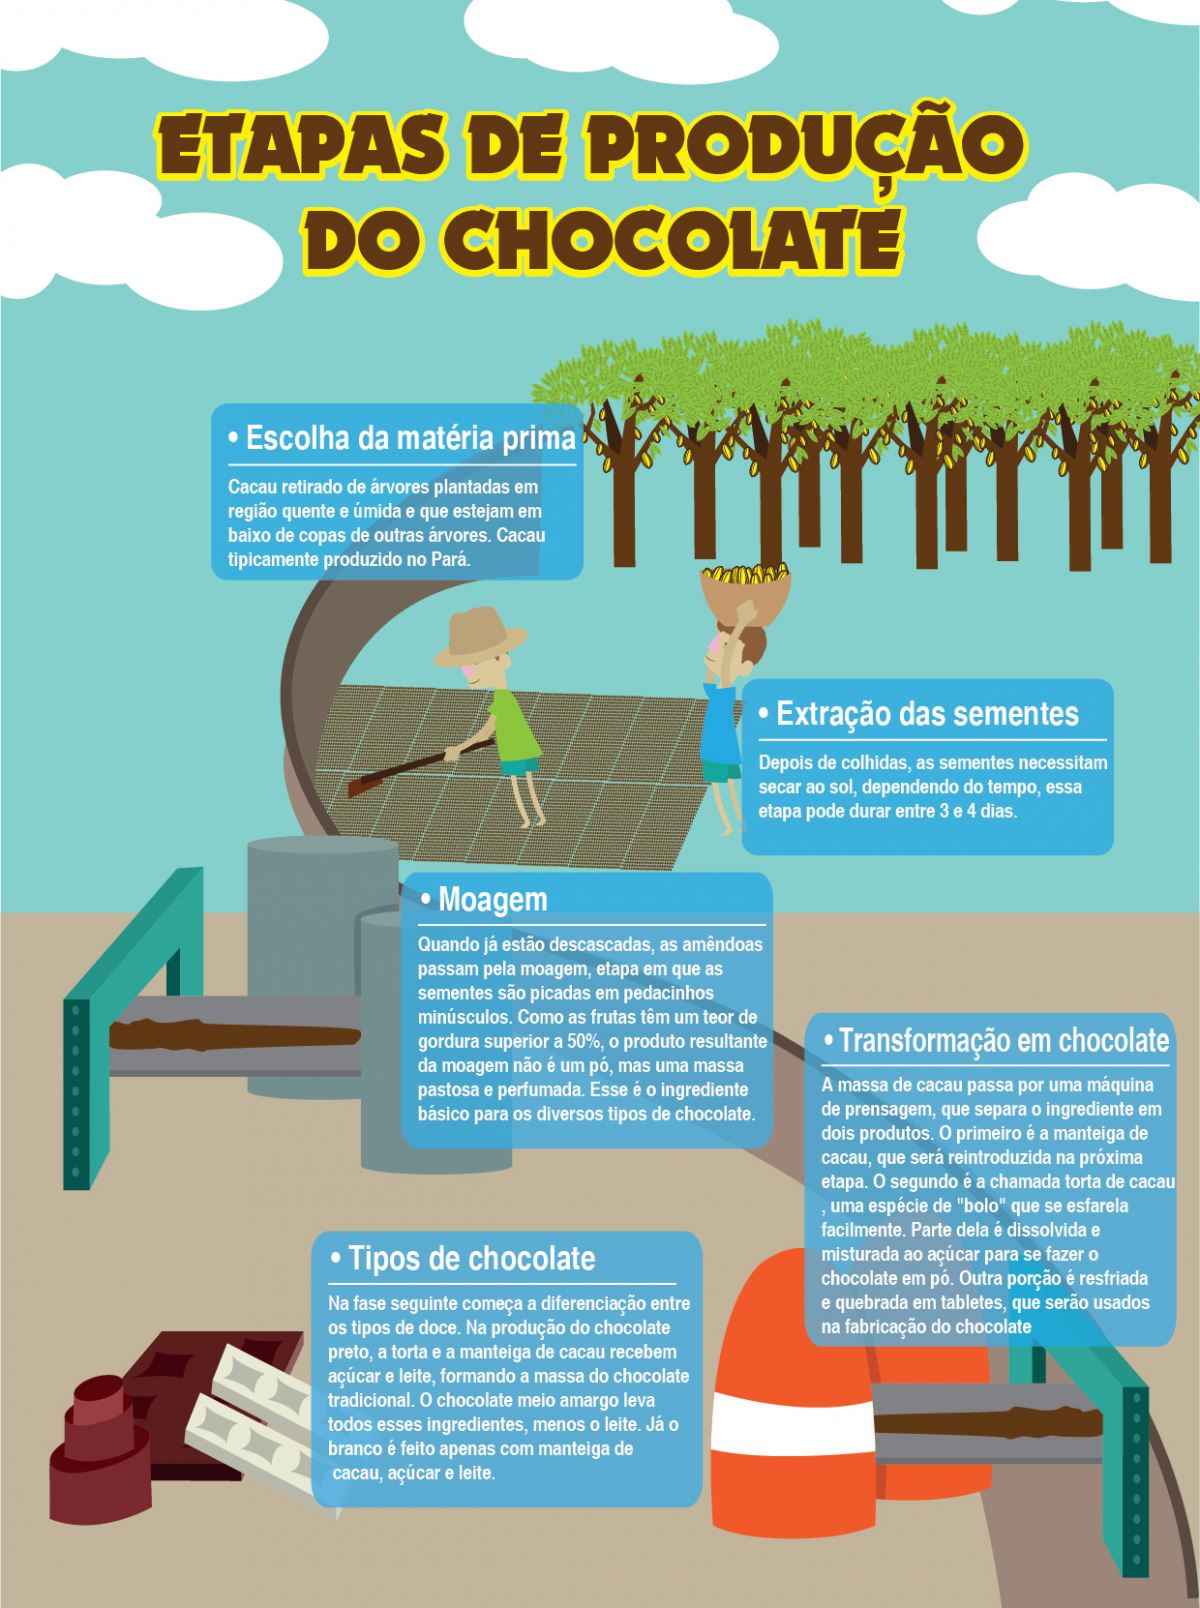 ETAPAS DE PRODUÇÃO
DO CHOCOLATE
• Escolha da matéria prima
Cacau retirado de árvores plantadas em
região quente e úmida e que estejam em
baixo de copas de outras árvores. Cacau
tipicamente produzido no Pará.
• Extração das sementes
Depois de colhidas, as sementes necessitam
secar ao sol, dependendo do tempo, essa
etapa pode durar entre 3 e 4 dias.
• Moagem
Quando já estão descascadas, as amêndoas
passam pela moagem, etapa em que as
sementes são picadas em pedacinhos
minúsculos. Como as frutas têm um teor de
gordura superior a 50%, o produto resultante
da moagem não é um pó, mas uma massa
pastosa e perfumada. Esse é o ingrediente
básico para os diversos tipos de chocolate.
• Transformação em chocolate
A massa de cacau passa por uma máquina
de prensagem, que separa o ingrediente em
dois produtos. O primeiro é a manteiga de
cacau, que será reintroduzida na próxima
etapa. O segundo é a chamada torta de cacau
, uma espécie de "bolo" que se esfarela
facilmente. Parte dela é dissolvida e
misturada ao açúcar para se fazer o
chocolate em pó. Outra porção é resfriada
e quebrada em tabletes, que serão usados
na fabricação do chocolate
• Tipos de chocolate
Na fase seguinte começa a diferenciação entre
os tipos de doce. Na produção do chocolate
preto, a torta e a manteiga de cacau recebem
açúcar e leite, formando a massa do chocolate
tradicional. O chocolate meio amargo leva
todos esses ingredientes, menos o leite. Já o
branco é feito apenas com manteiga de
cacau, açúcar e leite.